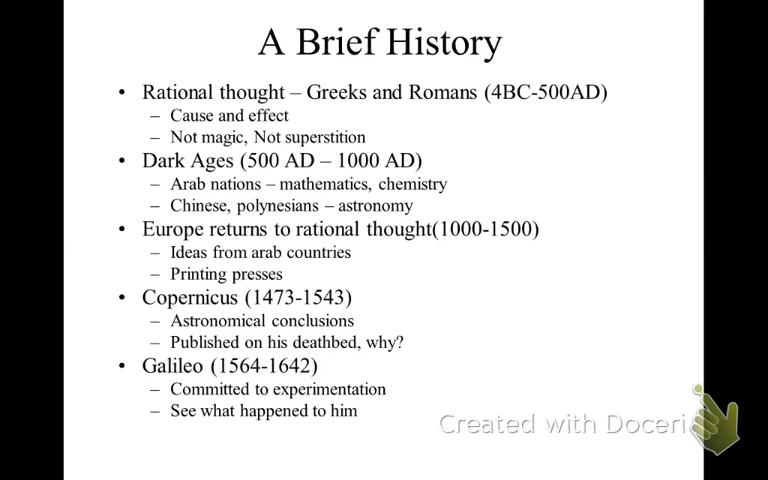 A Brief History
• Rational thought – Greeks and Romans (4BC-500AD)
– Cause and effect
– Not magic, Not superstition
• Dark Ages (500 AD – 1000 AD)
– Arab nations – mathematics, chemistry
– Chinese, polynesians – astronomy
• Europe returns to rational thought(1000-1500)
– Ideas from arab countries
– Printing presses
• Copernicus (1473-1543)
– Astronomical conclusions
– Published on his deathbed, why?
• Galileo (1564-1642)
– Committed to experimentation
– See what happened to him
Created with Doceri